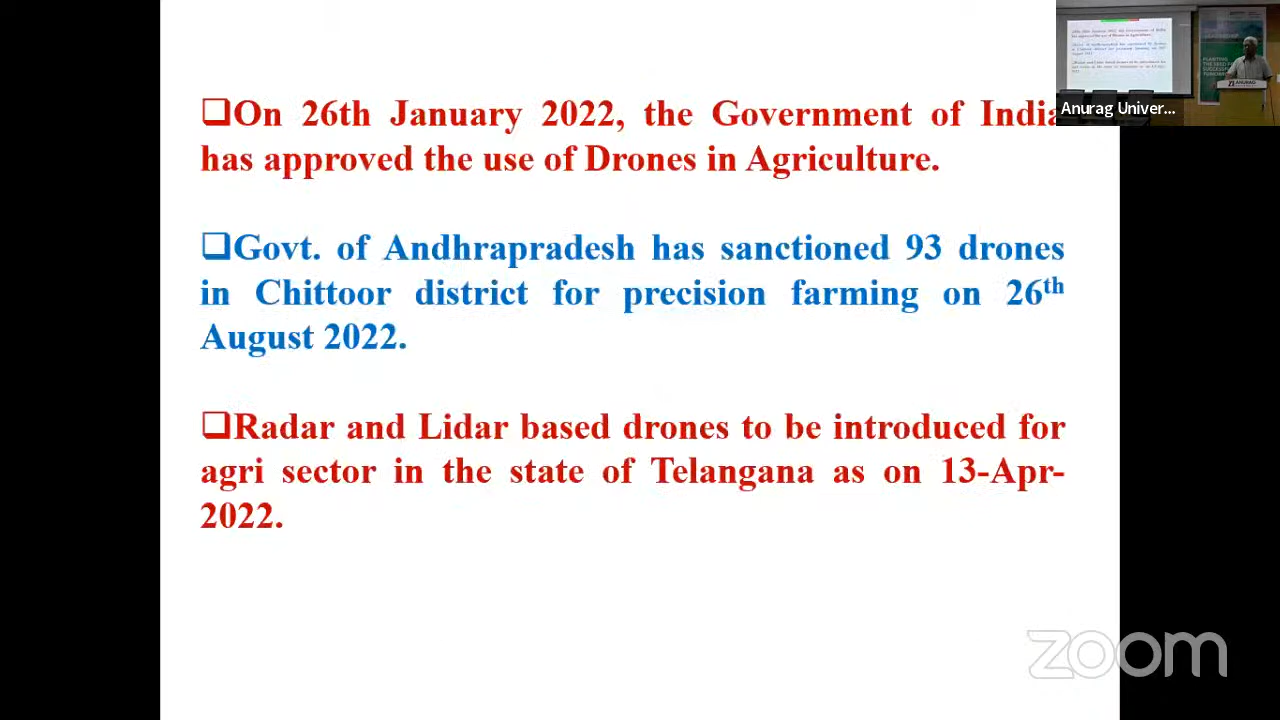 ❑On 26th January 2022, the Government of India
has approved the use of Drones in Agriculture.
❑Govt. of Andhrapradesh has sanctioned 93 drones
in Chittoor district for precision farming on 26th
August 2022.
❑Radar and Lidar based drones to be introduced for
agri sector in the state of Telangana as on 13-Apr-
2022.
Anurag Univer...
ANURAG
zoom